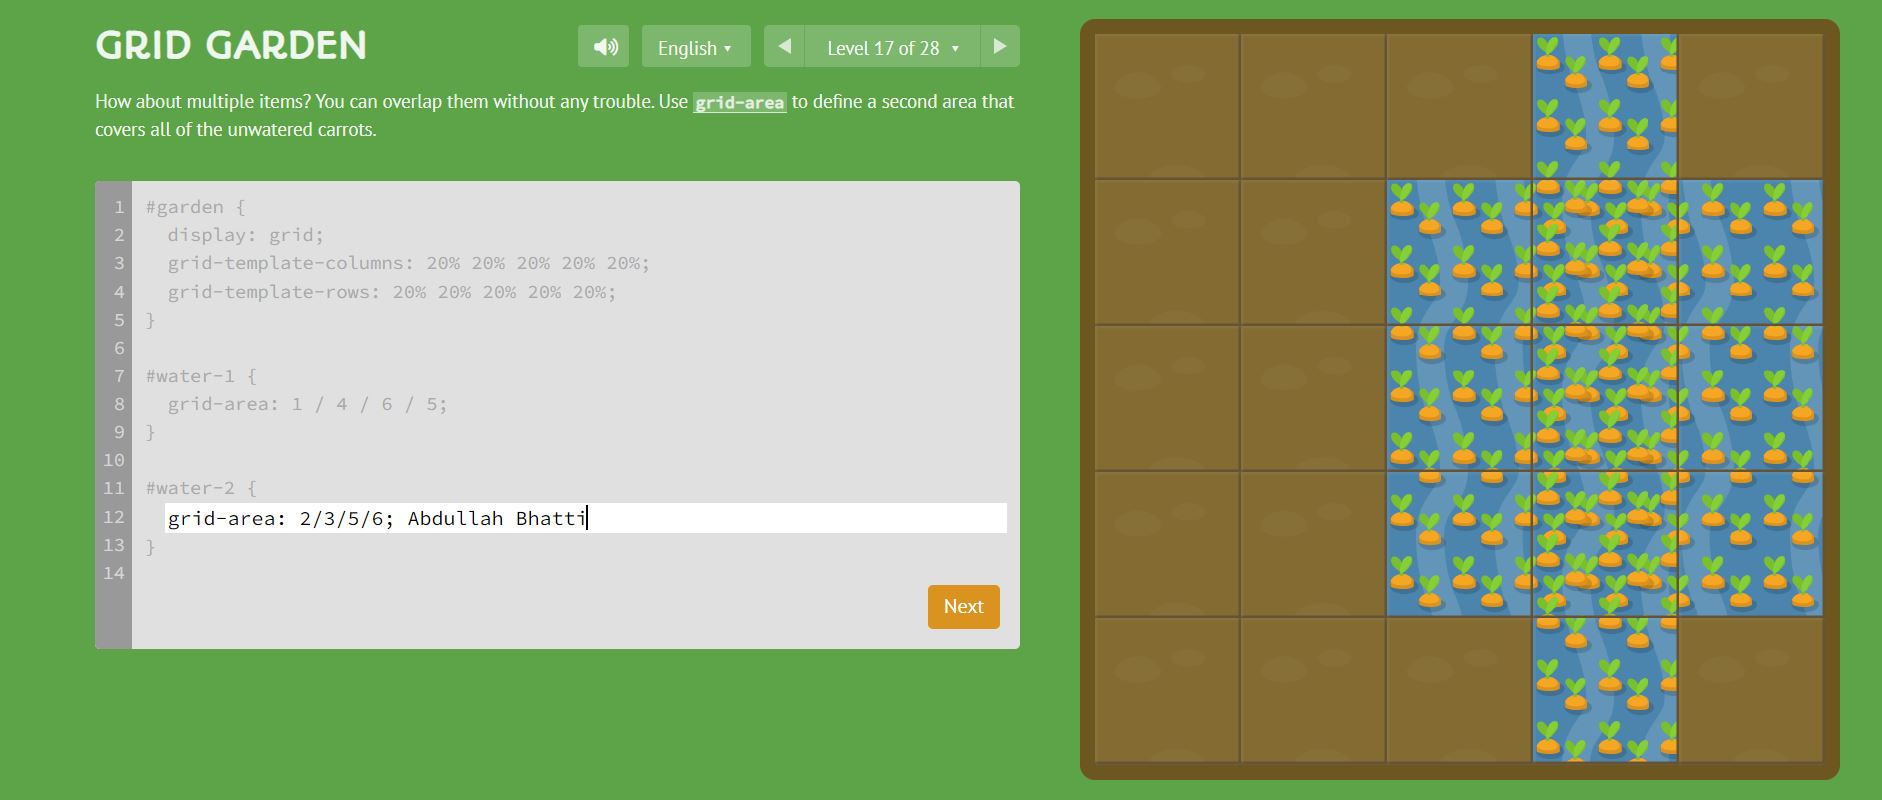 GRID GARDEN
English ▾
◀ Level 17 of 28 ▾ ▶
How about multiple items? You can overlap them without any trouble. Use grid-area to define a second area that
covers all of the unwatered carrots.
1 #garden {
2 display: grid;
3 grid-template-columns: 20% 20% 20% 20% 20%;
4 grid-template-rows: 20% 20% 20% 20% 20%;
5 }
6
7 #water-1 {
8 grid-area: 1 / 4 / 6 / 5;
9 }
10
11 #water-2 {
12 grid-area: 2/3/5/6; Abdullah Bhatti
13 }
14
Next